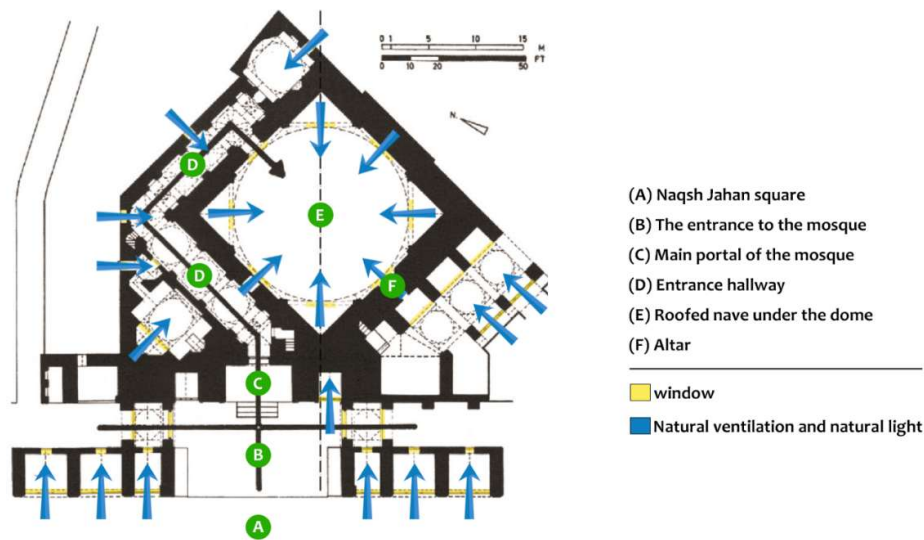 0 1 5 10 15
M
FT
0 10 20 50
N.
D
E
D
F
C
B
A
(A) Naqsh Jahan square
(B) The entrance to the mosque
(C) Main portal of the mosque
(D) Entrance hallway
(E) Roofed nave under the dome
(F) Altar
window
Natural ventilation and natural light